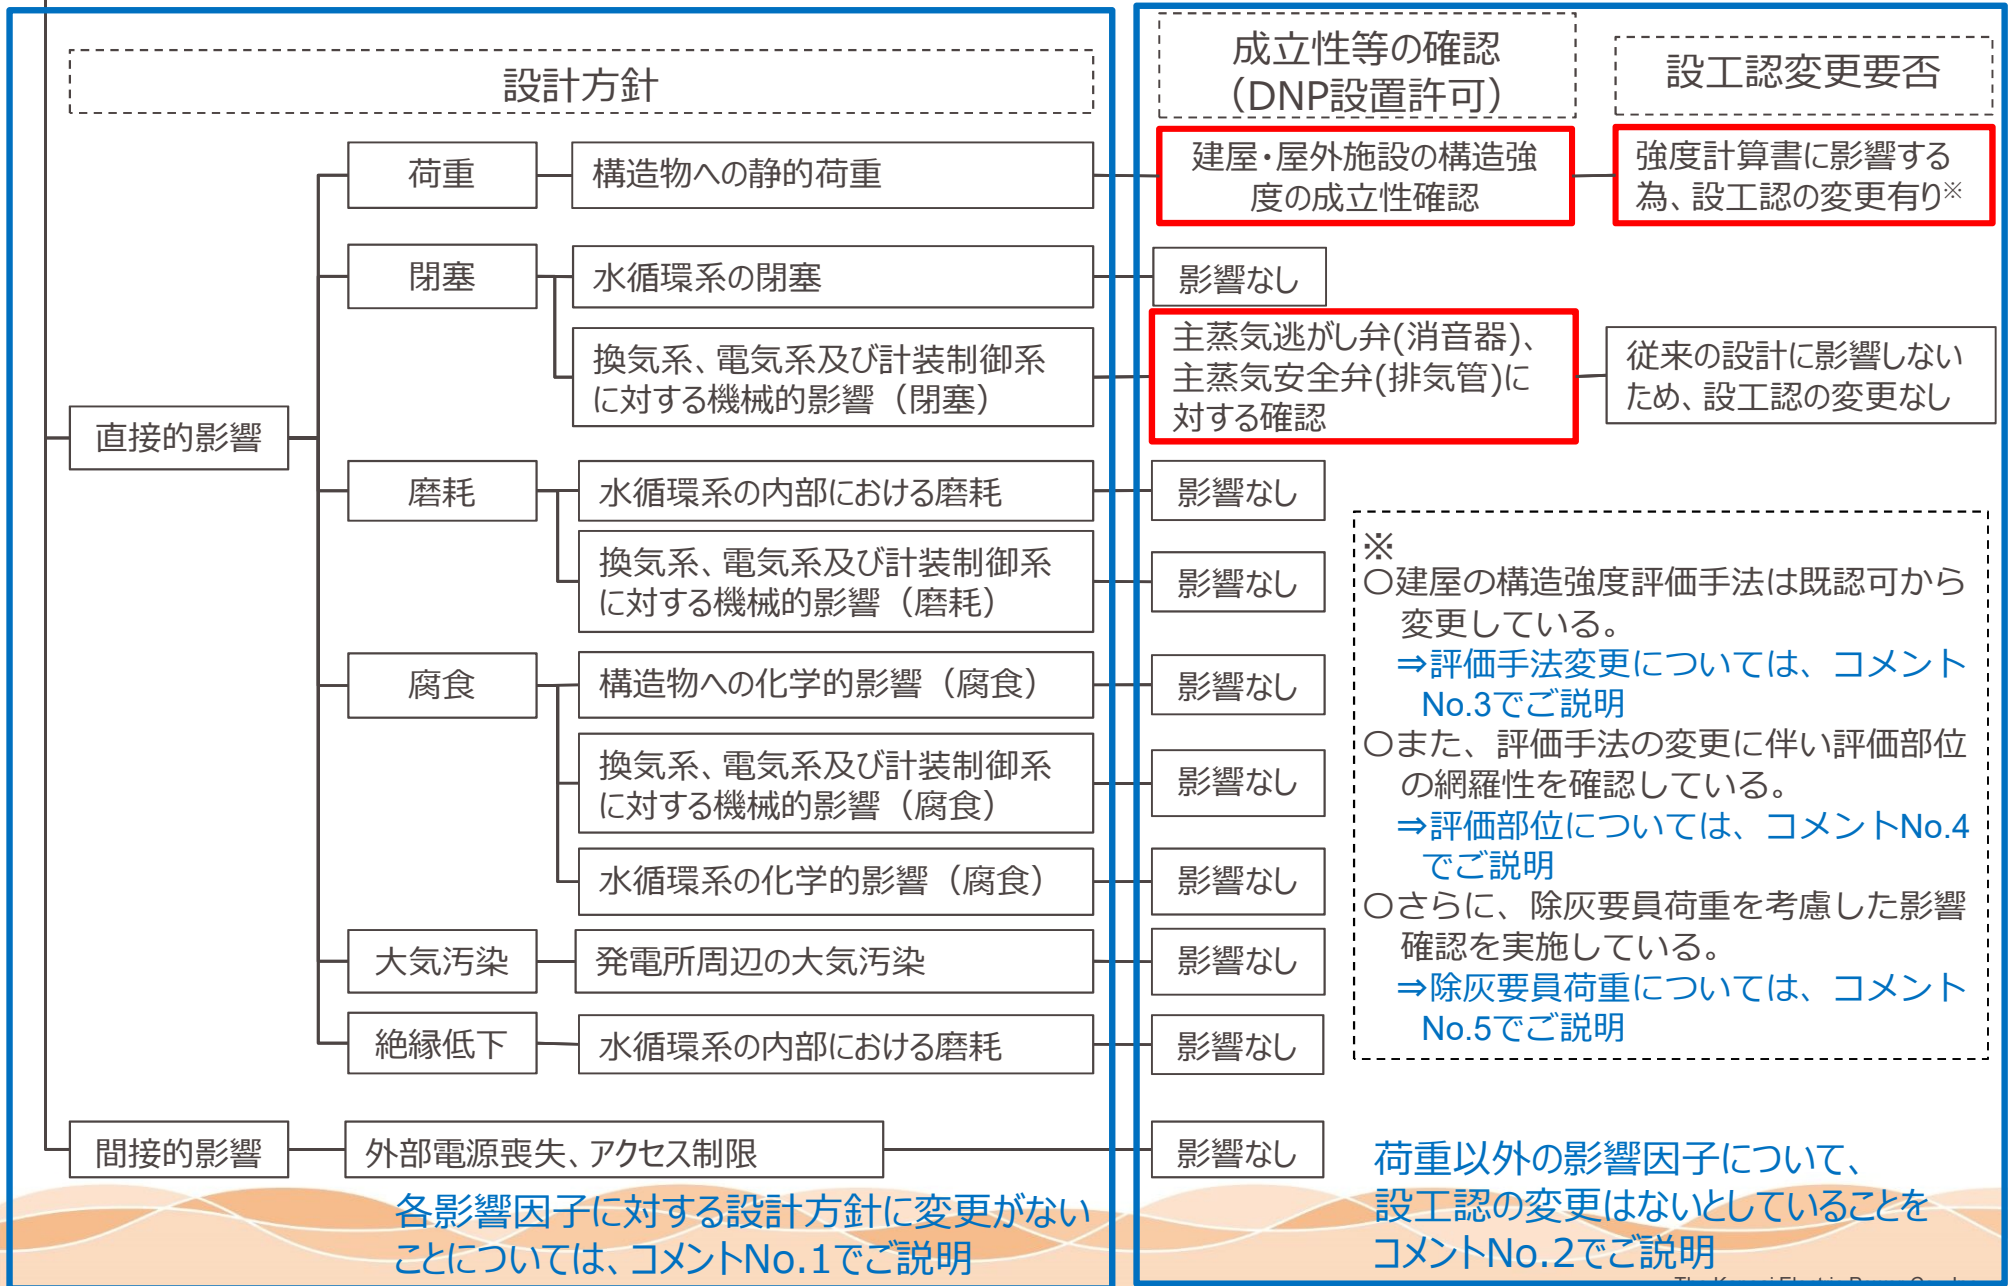 設計方針
成立性等の確認
（DNP設置許可）
設工認変更要否
荷重
構造物への静的荷重
建屋・屋外施設の構造強
度の成立性確認
強度計算書に影響する
為、設工認の変更有り※
閉塞
水循環系の閉塞
影響なし
換気系、電気系及び計装制御系
に対する機械的影響（閉塞）
主蒸気逃がし弁(消音器)、
主蒸気安全弁(排気管)に
対する確認
従来の設計に影響しない
ため、設工認の変更なし
直接的影響
磨耗
水循環系の内部における磨耗
影響なし
換気系、電気系及び計装制御系
に対する機械的影響（磨耗）
影響なし
腐食
構造物への化学的影響（腐食）
影響なし
換気系、電気系及び計装制御系
に対する機械的影響（腐食）
影響なし
水循環系の化学的影響（腐食）
影響なし
大気汚染
発電所周辺の大気汚染
影響なし
絶縁低下
水循環系の内部における磨耗
影響なし
※
○建屋の構造強度評価手法は既認可から
変更している。
⇒評価手法変更については、コメント
No.3でご説明
○また、評価手法の変更に伴い評価部位
の網羅性を確認している。
⇒評価部位については、コメントNo.4
でご説明
○さらに、除灰要員荷重を考慮した影響
確認を実施している。
⇒除灰要員荷重については、コメント
No.5でご説明
間接的影響
外部電源喪失、アクセス制限
影響なし
各影響因子に対する設計方針に変更がない
ことについては、コメントNo.1でご説明
荷重以外の影響因子について、
設工認の変更はないとしていることを
コメントNo.2でご説明